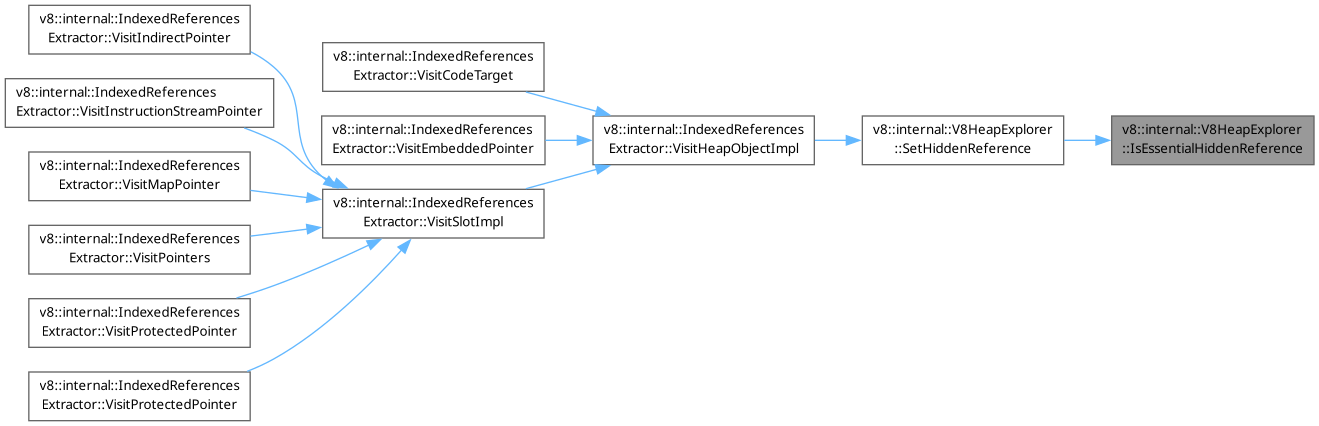 v8::internal::IndexedReferences
Extractor::VisitIndirectPointer
v8::internal::IndexedReferences
Extractor::VisitInstructionStreamPointer
v8::internal::IndexedReferences
Extractor::VisitMapPointer
v8::internal::IndexedReferences
Extractor::VisitPointers
v8::internal::IndexedReferences
Extractor::VisitProtectedPointer
v8::internal::IndexedReferences
Extractor::VisitProtectedPointer
v8::internal::IndexedReferences
Extractor::VisitCodeTarget
v8::internal::IndexedReferences
Extractor::VisitEmbeddedPointer
v8::internal::IndexedReferences
Extractor::VisitSlotImpl
v8::internal::IndexedReferences
Extractor::VisitHeapObjectImpl
v8::internal::V8HeapExplorer
::SetHiddenReference
v8::internal::V8HeapExplorer
::IsEssentialHiddenReference